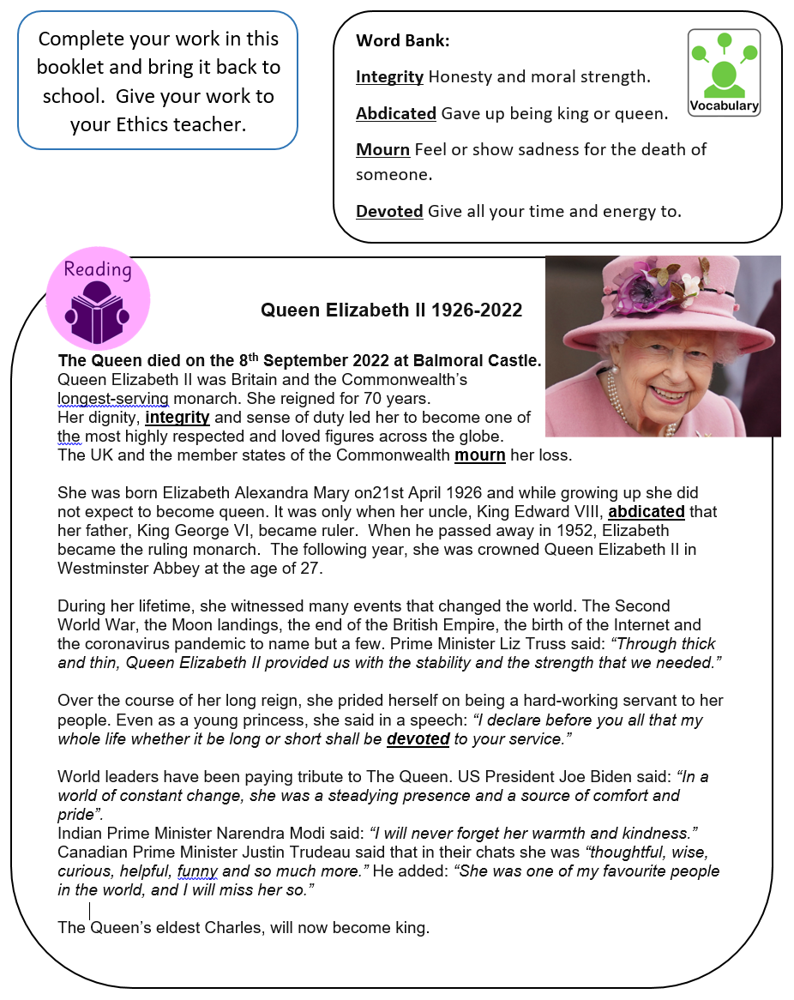 Complete your work in this
booklet and bring it back to
school.  Give your work to
your Ethics teacher.
Word Bank:
Integrity Honesty and moral strength.
Abdicated Gave up being king or queen.
Mourn Feel or show sadness for the death of
someone.
Devoted Give all your time and energy to.
Vocabulary
Reading
Queen Elizabeth II 1926-2022
The Queen died on the 8th September 2022 at Balmoral Castle.
Queen Elizabeth II was Britain and the Commonwealth’s
longest-serving monarch. She reigned for 70 years.
Her dignity, integrity and sense of duty led her to become one of
the most highly respected and loved figures across the globe.
The UK and the member states of the Commonwealth mourn her loss.
She was born Elizabeth Alexandra Mary on21st April 1926 and while growing up she did
not expect to become queen. It was only when her uncle, King Edward VIII, abdicated that
her father, King George VI, became ruler.  When he passed away in 1952, Elizabeth
became the ruling monarch.  The following year, she was crowned Queen Elizabeth II in
Westminster Abbey at the age of 27.
During her lifetime, she witnessed many events that changed the world. The Second
World War, the Moon landings, the end of the British Empire, the birth of the Internet and
the coronavirus pandemic to name but a few. Prime Minister Liz Truss said: “Through thick
and thin, Queen Elizabeth II provided us with the stability and the strength that we needed.”
Over the course of her long reign, she prided herself on being a hard-working servant to her
people. Even as a young princess, she said in a speech: “I declare before you all that my
whole life whether it be long or short shall be devoted to your service.”
World leaders have been paying tribute to The Queen. US President Joe Biden said: “In a
world of constant change, she was a steadying presence and a source of comfort and
pride”.
Indian Prime Minister Narendra Modi said: “I will never forget her warmth and kindness.”
Canadian Prime Minister Justin Trudeau said that in their chats she was “thoughtful, wise,
curious, helpful, funny and so much more.” He added: “She was one of my favourite people
in the world, and I will miss her so.”
The Queen’s eldest Charles, will now become king.